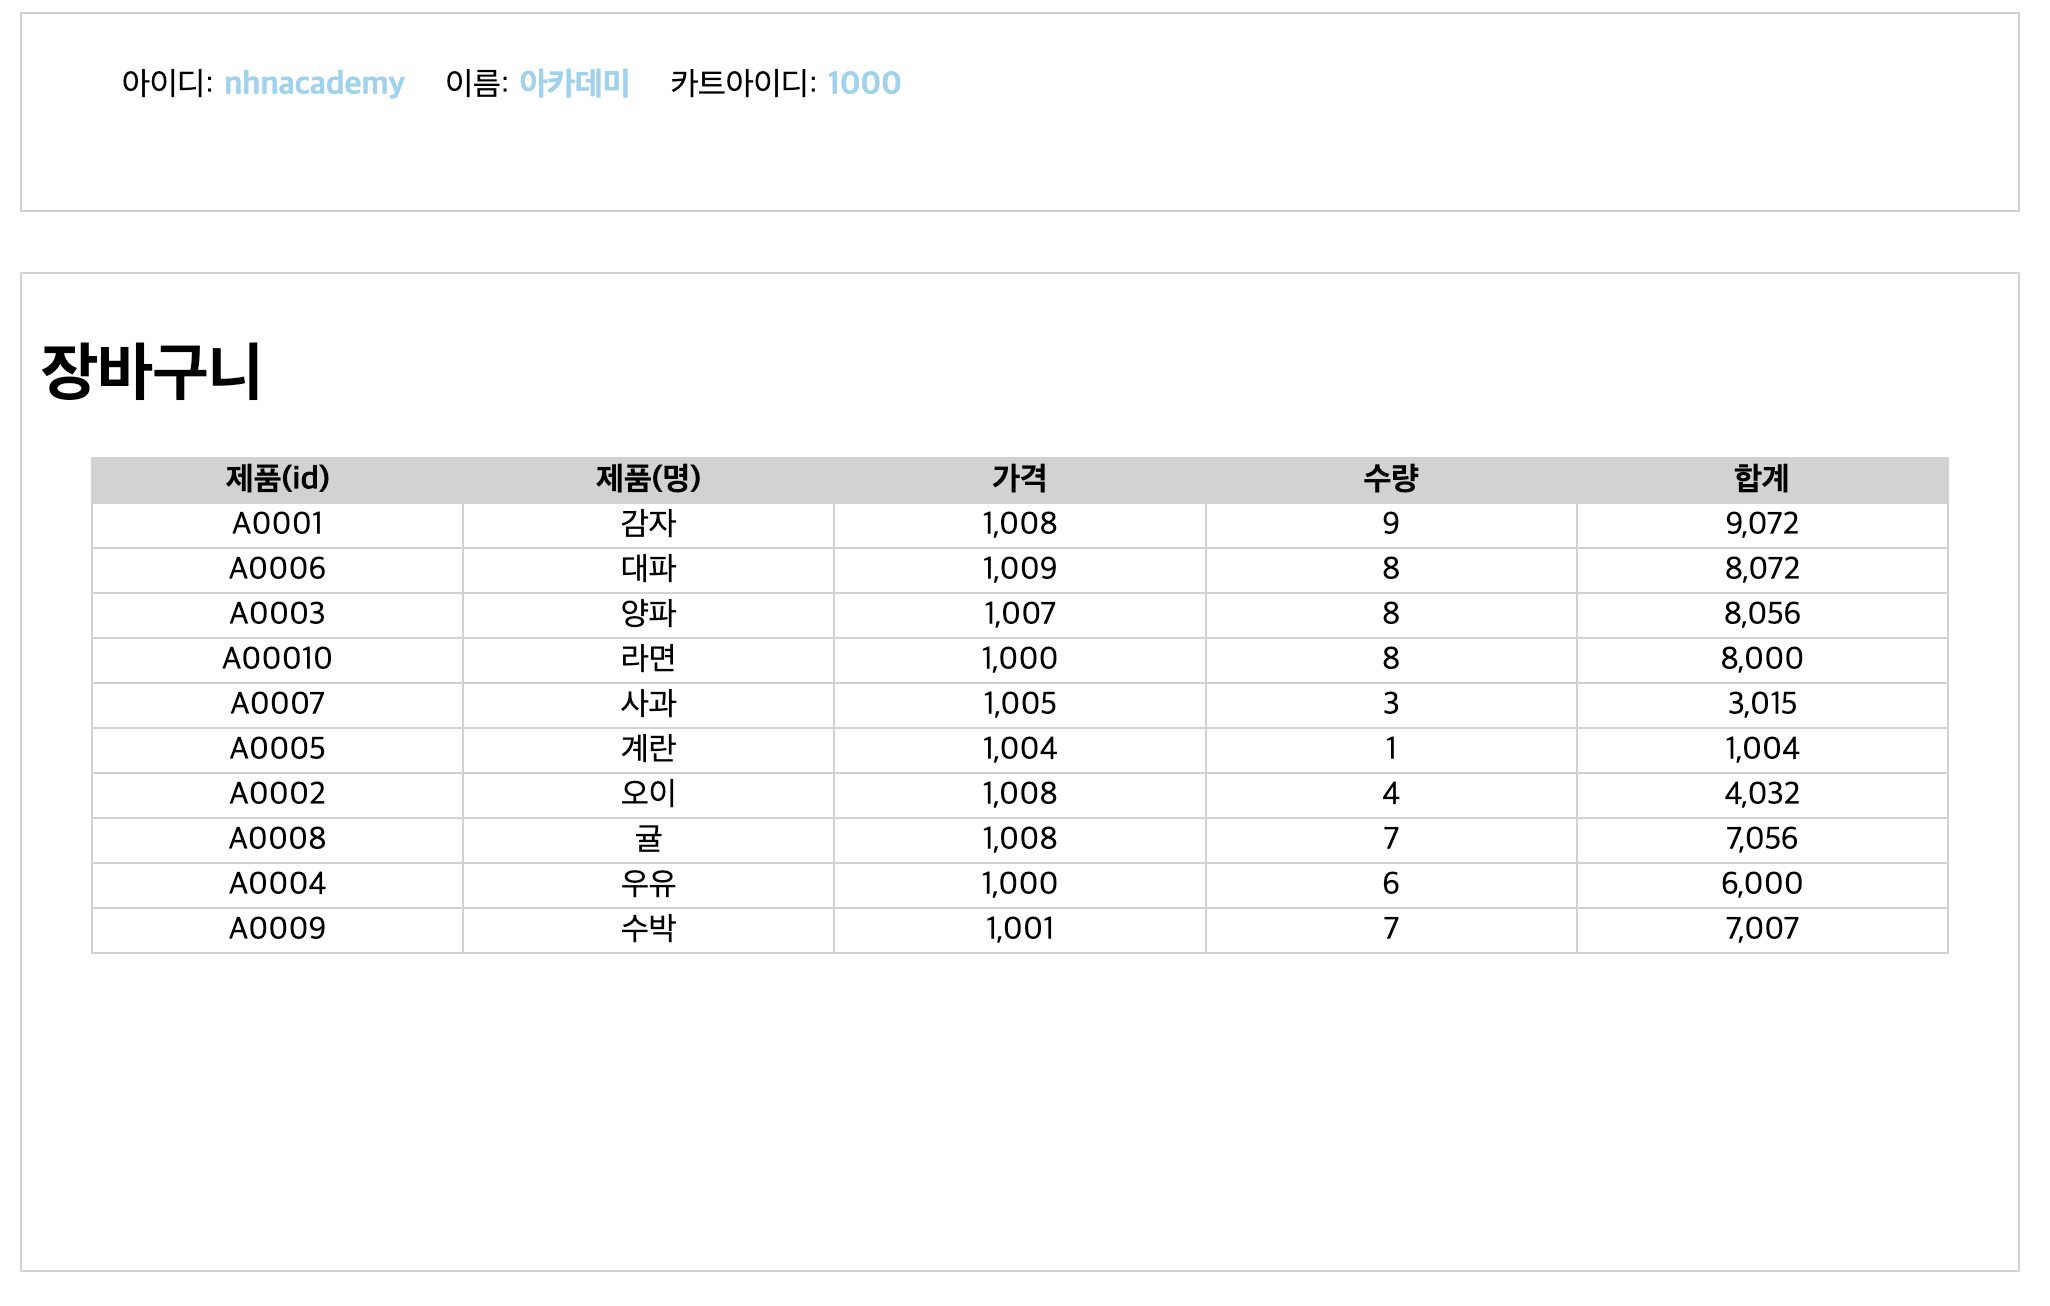 아이디: nhnacademy 이름: 아카데미 카트아이디: 1000
장바구니
제품(id) 제품(명) 가격 수량 합계
A0001 감자 1,008 9 9,072
A0006 대파 1,009 8 8,072
A0003 양파 1,007 8 8,056
A00010 라면 1,000 8 8,000
A0007 사과 1,005 3 3,015
A0005 계란 1,004 1 1,004
A0002 오이 1,008 4 4,032
A0008 귤 1,008 7 7,056
A0004 우유 1,000 6 6,000
A0009 수박 1,001 7 7,007